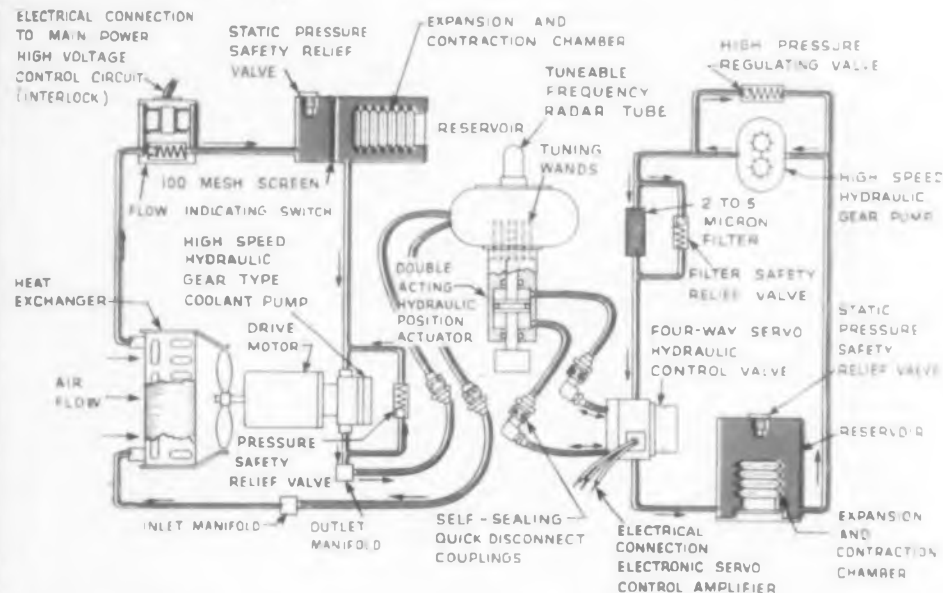 ELECTRICAL CONNECTION
TO MAIN POWER
HIGH VOLTAGE
CONTROL CIRCUIT
(INTERLOCK)
STATIC PRESSURE
SAFETY RELIEF
VALVE
EXPANSION AND
CONTRACTION CHAMBER
TUNEABLE
FREQUENCY
RADAR TUBE
HIGH PRESSURE
REGULATING VALVE
RESERVOIR
TUNING
WANDS
100 MESH SCREEN
FLOW INDICATING SWITCH
HIGH SPEED
HYDRAULIC
GEAR PUMP
2 TO 5
MICRON
FILTER
FILTER SAFETY
RELIEF VALVE
HIGH SPEED
HYDRAULIC
GEAR TYPE
COOLANT PUMP
DOUBLE
ACTING
HYDRAULIC
POSITION
ACTUATOR
HEAT
EXCHANGER
DRIVE
MOTOR
FOUR-WAY SERVO
HYDRAULIC
CONTROL VALVE
STATIC
PRESSURE
SAFETY
RELIEF VALVE
AIR
FLOW
RESERVOIR
PRESSURE
SAFETY
RELIEF VALVE
INLET MANIFOLD
OUTLET
MANIFOLD
SELF-SEALING
QUICK DISCONNECT
COUPLINGS
ELECTRICAL
CONNECTION
ELECTRONIC SERVO
CONTROL AMPLIFIER
EXPANSION
AND
CONTRACTION
CHAMBER